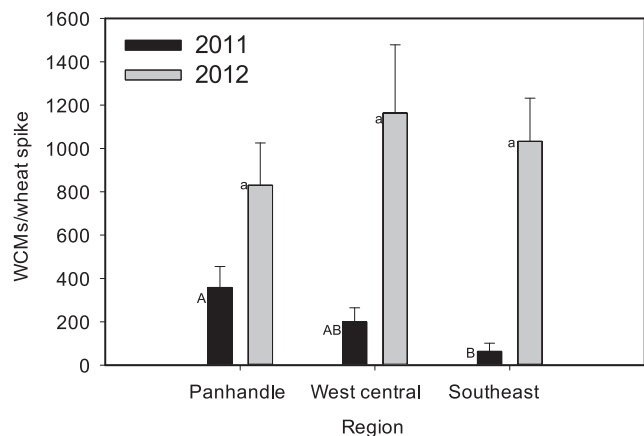 1600
1400
1200
1000
800
600
400
200
0
WCMs/wheat spike
2011
2012
A
a
AB
a
B
a
Panhandle West central Southeast
Region